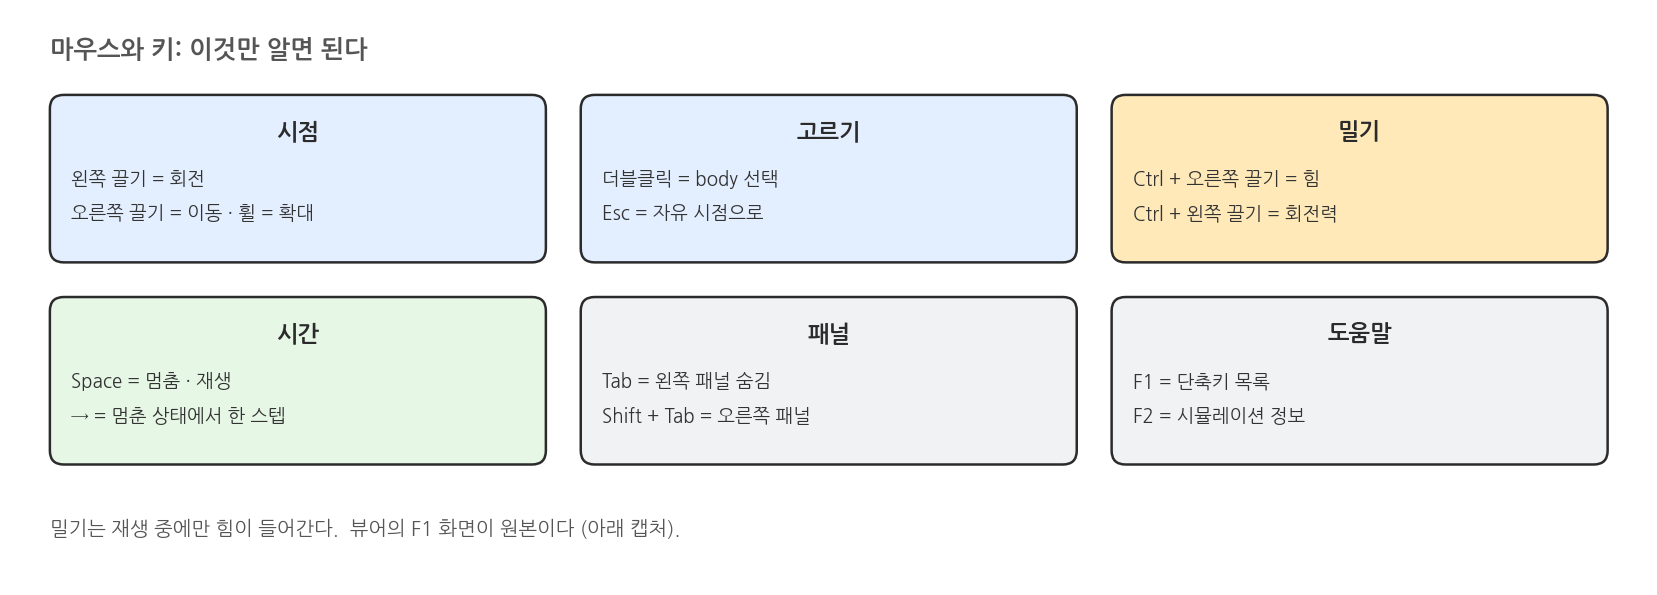 마우스와 키: 이것만 알면 된다
시점
왼쪽 끌기 = 회전
오른쪽 끌기 = 이동 · 휠 = 확대
고르기
더블클릭 = body 선택
Esc = 자유 시점으로
밀기
Ctrl + 오른쪽 끌기 = 힘
Ctrl + 왼쪽 끌기 = 회전력
시간
Space = 멈춤 · 재생
→ = 멈춘 상태에서 한 스텝
패널
Tab = 왼쪽 패널 숨김
Shift + Tab = 오른쪽 패널
도움말
F1 = 단축키 목록
F2 = 시뮬레이션 정보
밀기는 재생 중에만 힘이 들어간다.  뷰어의 F1 화면이 원본이다 (아래 캡처).